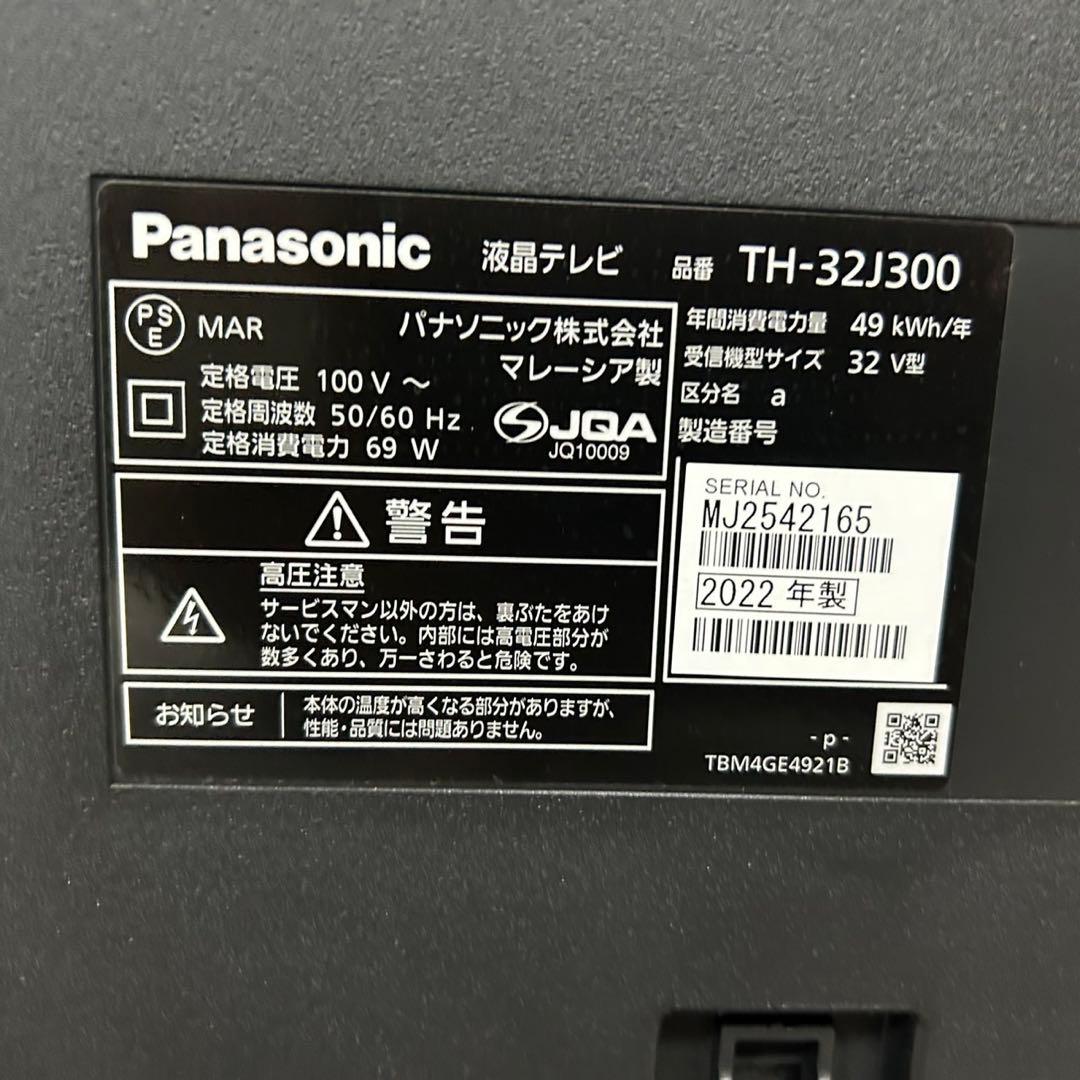 Panasonic 液晶テレビ 品番 TH-32J300
PSE MAR パナソニック株式会社
マレーシア製
定格電圧 100 V ～
定格周波数 50/60 Hz
定格消費電力 69 W
JQA
JQ10009
年間消費電力量 49 kWh/年
受信機型サイズ 32 V型
区分名 a
製造番号
SERIAL NO.
MJ2542165
2022 年製
警告
高圧注意
サービスマン以外の方は、裏ぶたをあけ
ないでください。内部には高電圧部分が
数多くあり、万一さわると危険です。
お知らせ
本体の温度が高くなる部分がありますが、
性能・品質には問題ありません。
- p -
TBM4GE4921B